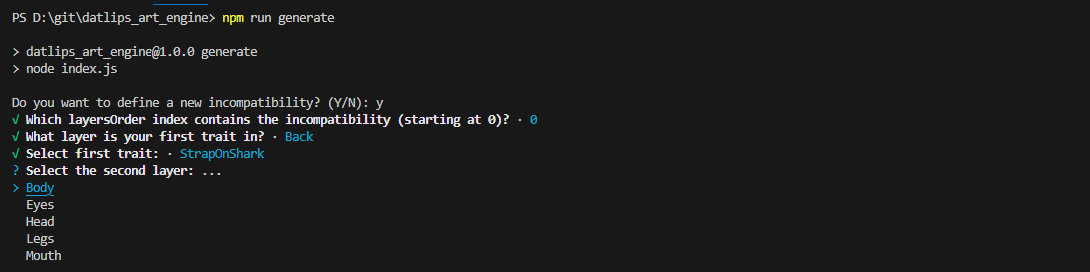 PS D:\git\datlips_art_engine> npm run generate
> datlips_art_engine@1.0.0 generate
> node index.js
Do you want to define a new incompatibility? (Y/N): y
√ Which layersOrder index contains the incompatibility (starting at 0)? · 0
√ What layer is your first trait in? · Back
√ Select first trait: · StrapOnShark
? Select the second layer: ...
> Body
Eyes
Head
Legs
Mouth